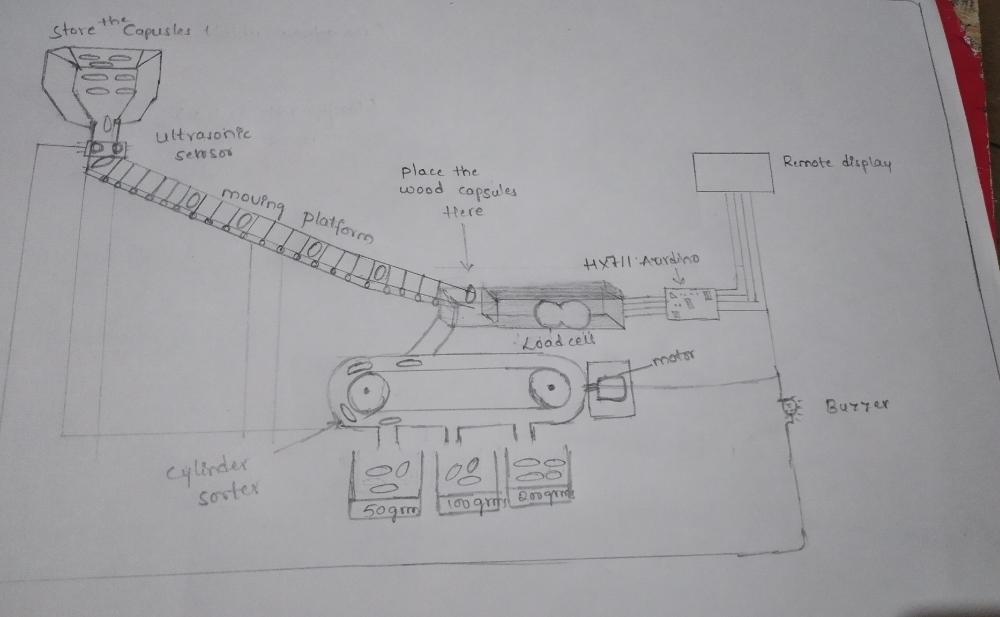 Store the Capusles
ultrasonic
sensor
moving platform
place the
wood capsules
Here
Remote display
HX711 Aurdino
Load cell
motor
Buzzer
cylinder
sorter
50grm
100grm
200grm